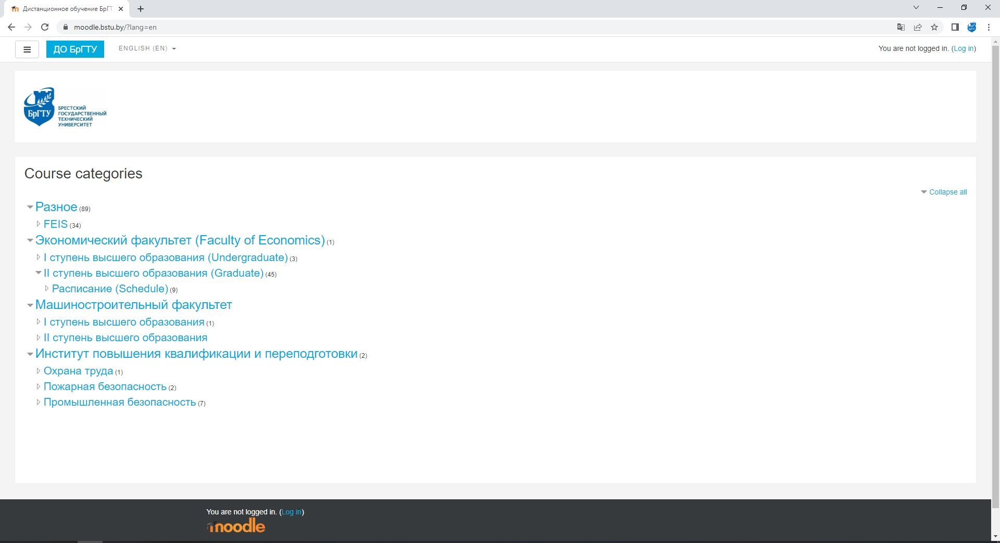 Дистанционное обучение БрГТ
moodle.bstu.by/?lang=en
ДО БрГТУ
ENGLISH (EN)
You are not logged in. (Log in)
БрГТУ
БРЕСТСКИЙ
ГОСУДАРСТВЕННЫЙ
ТЕХНИЧЕСКИЙ
УНИВЕРСИТЕТ
Course categories
Collapse all
Разное (89)
FEIS (34)
Экономический факультет (Faculty of Economics) (1)
I ступень высшего образования (Undergraduate) (3)
II ступень высшего образования (Graduate) (45)
Расписание (Schedule) (9)
Машиностроительный факультет
I ступень высшего образования (1)
II ступень высшего образования
Институт повышения квалификации и переподготовки (2)
Охрана труда (1)
Пожарная безопасность (2)
Промышленная безопасность (7)
You are not logged in. (Log in)
moodle